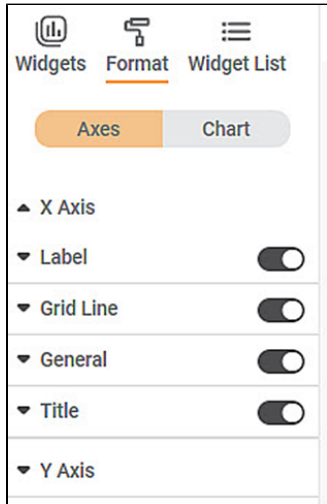 Widgets Format Widget List
Axes Chart
X Axis
Label
Grid Line
General
Title
Y Axis